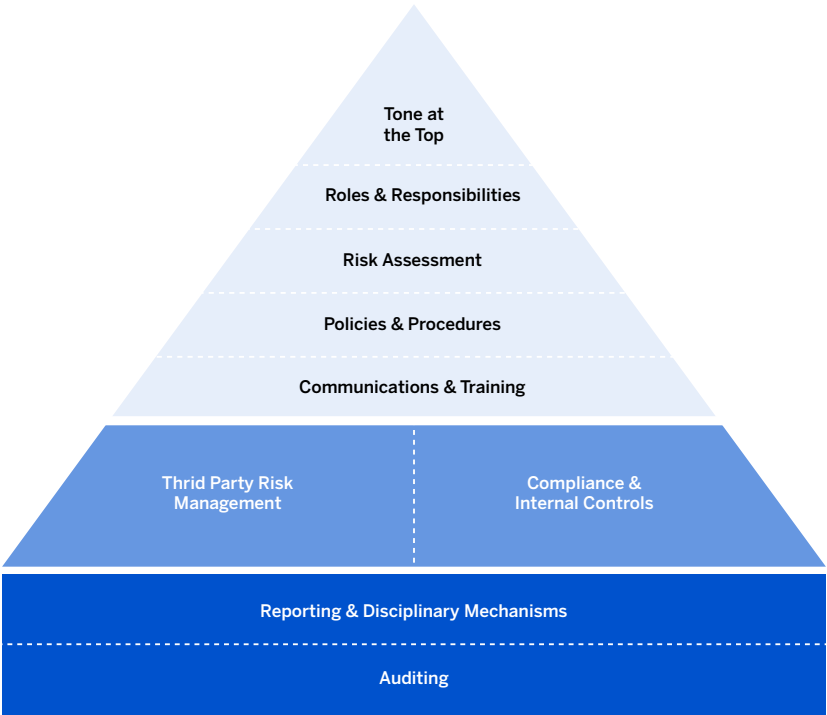 Tone at
the Top
Roles & Responsibilities
Risk Assessment
Policies & Procedures
Communications & Training
Thrid Party Risk
Management
Compliance &
Internal Controls
Reporting & Disciplinary Mechanisms
Auditing